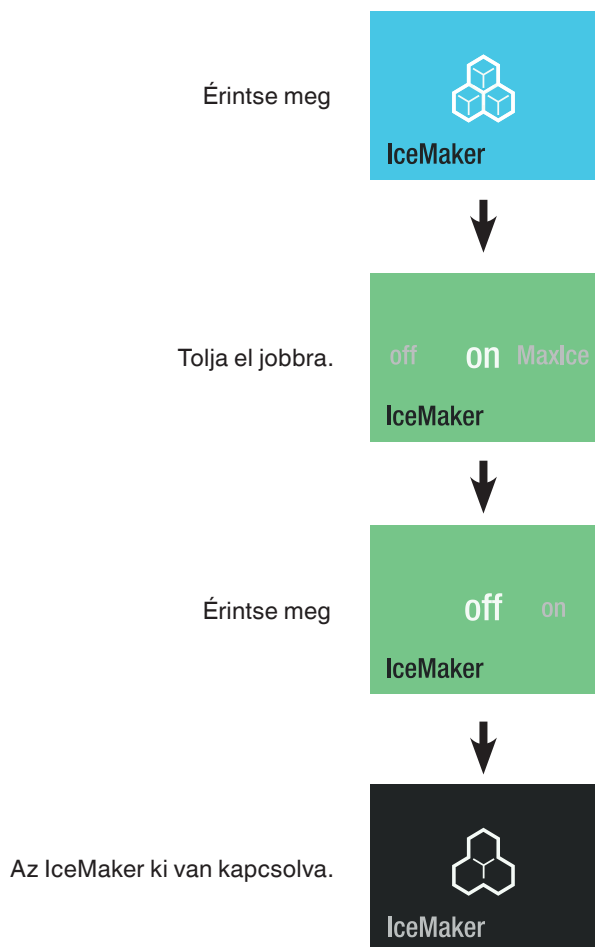 Érintse meg
IceMaker
Tolja el jobbra.
off on MaxIce
IceMaker
Érintse meg
off on
IceMaker
Az IceMaker ki van kapcsolva.
IceMaker